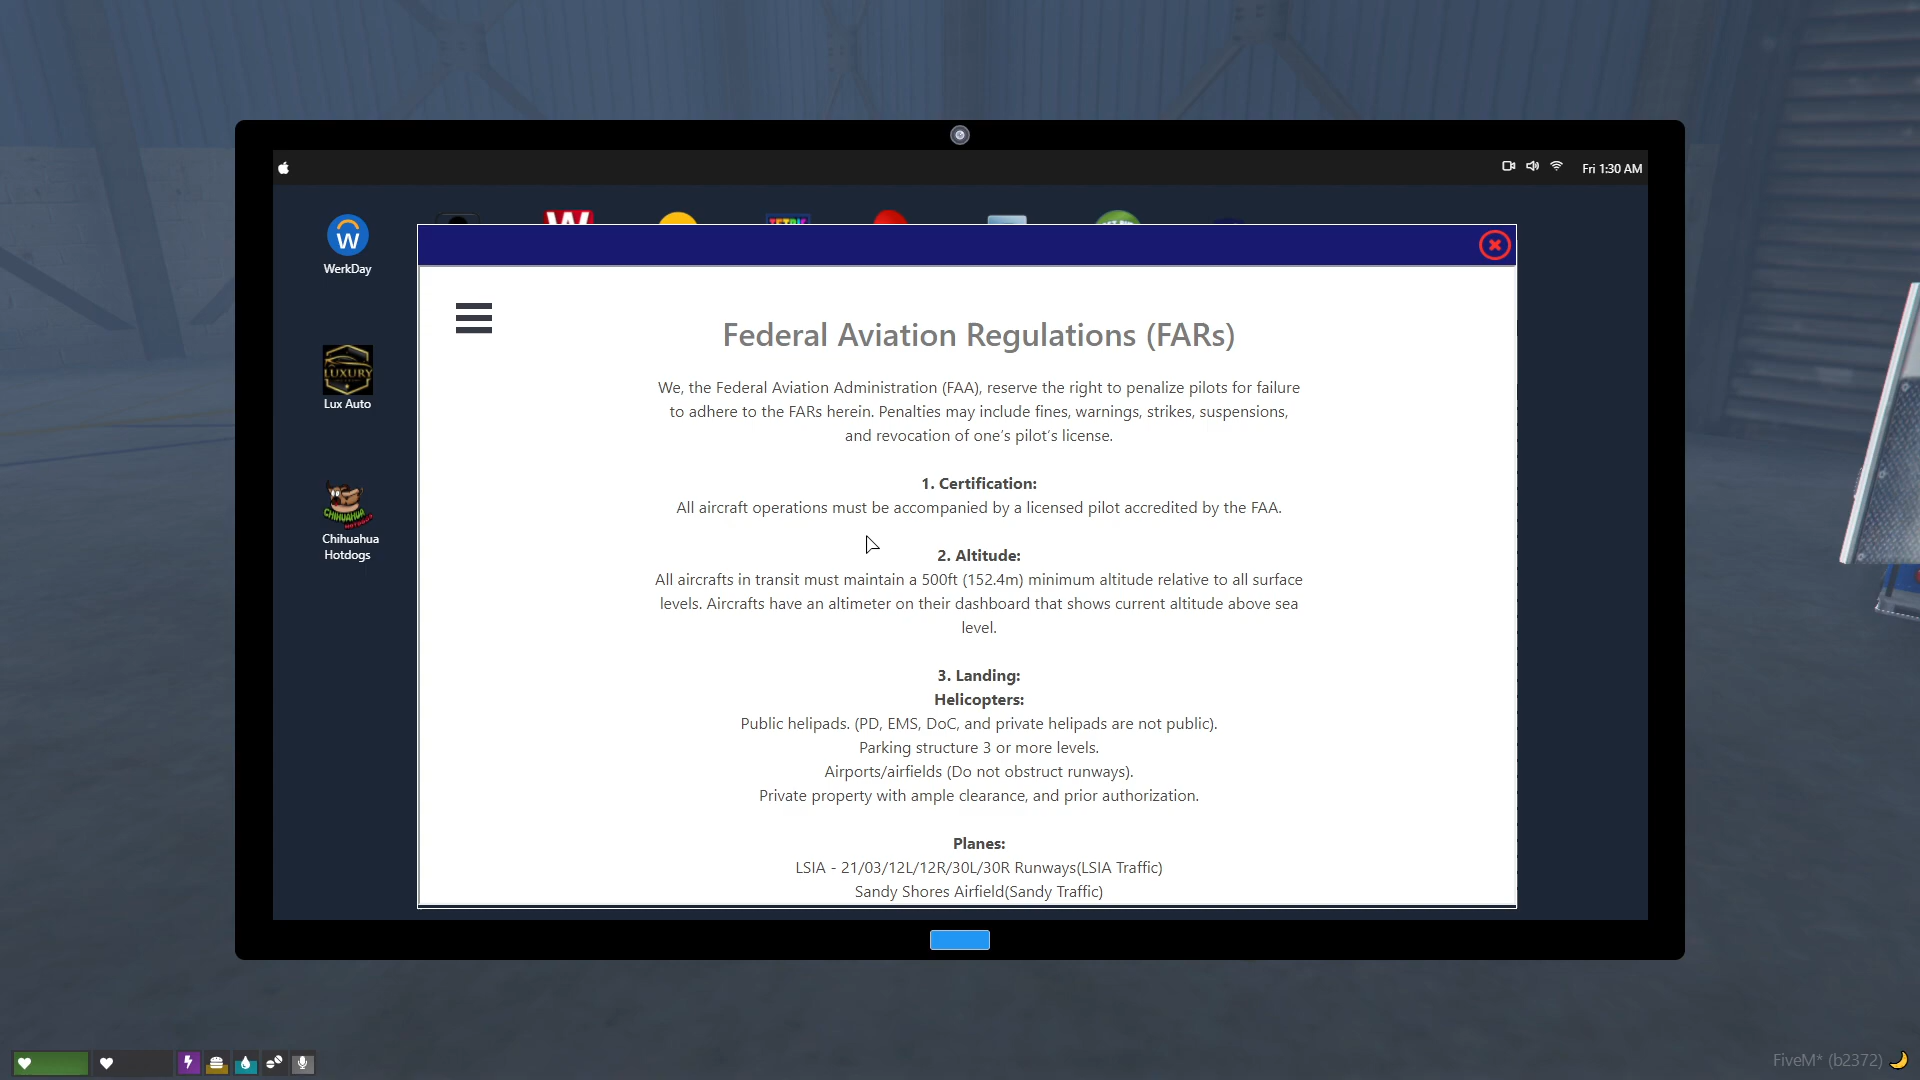 Fri 1:30 AM
W
WerkDay
W
TETRIS
LUXURY
Lux Auto
CHIHUAHUA
HOTDOGS
Chihuahua
Hotdogs
Federal Aviation Regulations (FARs)
We, the Federal Aviation Administration (FAA), reserve the right to penalize pilots for failure
to adhere to the FARs herein. Penalties may include fines, warnings, strikes, suspensions,
and revocation of one's pilot's license.
1. Certification:
All aircraft operations must be accompanied by a licensed pilot accredited by the FAA.
2. Altitude:
All aircrafts in transit must maintain a 500ft (152.4m) minimum altitude relative to all surface
levels. Aircrafts have an altimeter on their dashboard that shows current altitude above sea
level.
3. Landing:
Helicopters:
Public helipads. (PD, EMS, DoC, and private helipads are not public).
Parking structure 3 or more levels.
Airports/airfields (Do not obstruct runways).
Private property with ample clearance, and prior authorization.
Planes:
LSIA - 21/03/12L/12R/30L/30R Runways(LSIA Traffic)
Sandy Shores Airfield(Sandy Traffic)
FiveM* (b2372)